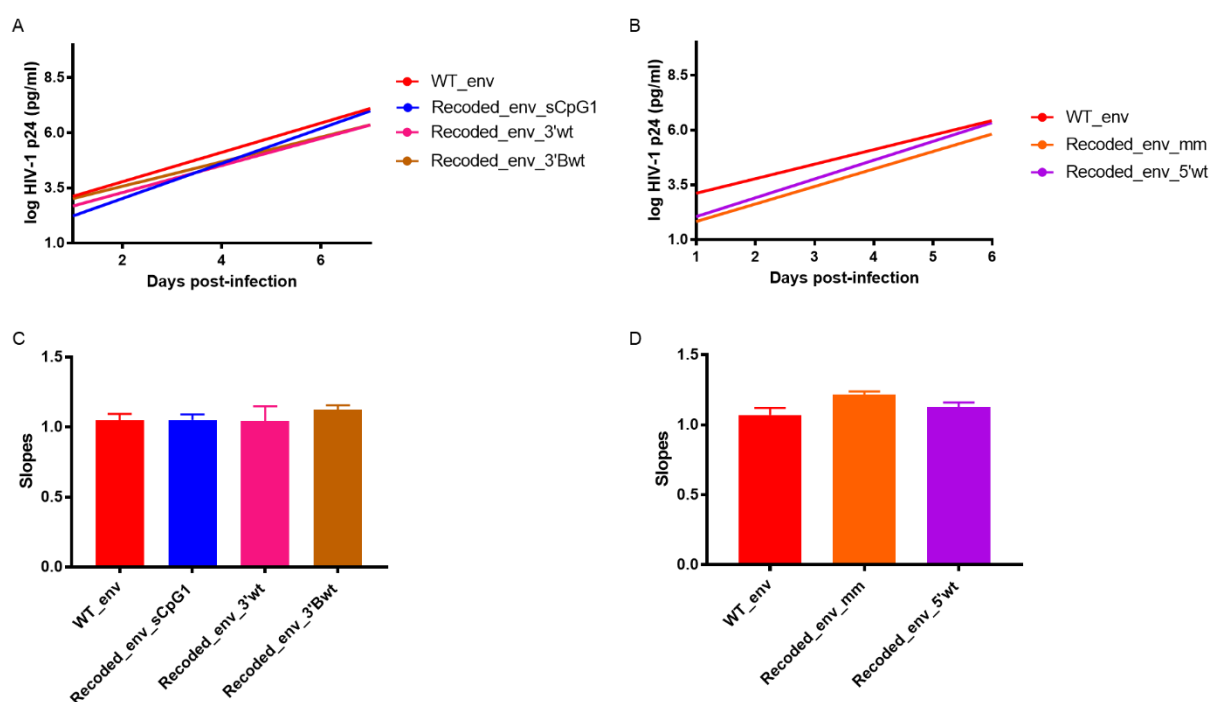 A
log HIV-1 p24 (pg/ml)
8.5
6.0
3.5
1.0
2
4
6
Days post-infection
WT_env
Recoded_env_sCpG1
Recoded_env_3'wt
Recoded_env_3'Bwt
B
log HIV-1 p24 (pg/ml)
8.5
6.0
3.5
1.0
1
2
3
4
5
6
Days post-infection
WT_env
Recoded_env_mm
Recoded_env_5'wt
C
Slopes
1.5
1.0
0.5
0.0
WT_env
Recoded_env_sCpG1
Recoded_env_3'wt
Recoded_env_3'Bwt
D
Slopes
1.5
1.0
0.5
0.0
WT_env
Recoded_env_mm
Recoded_env_5'wt